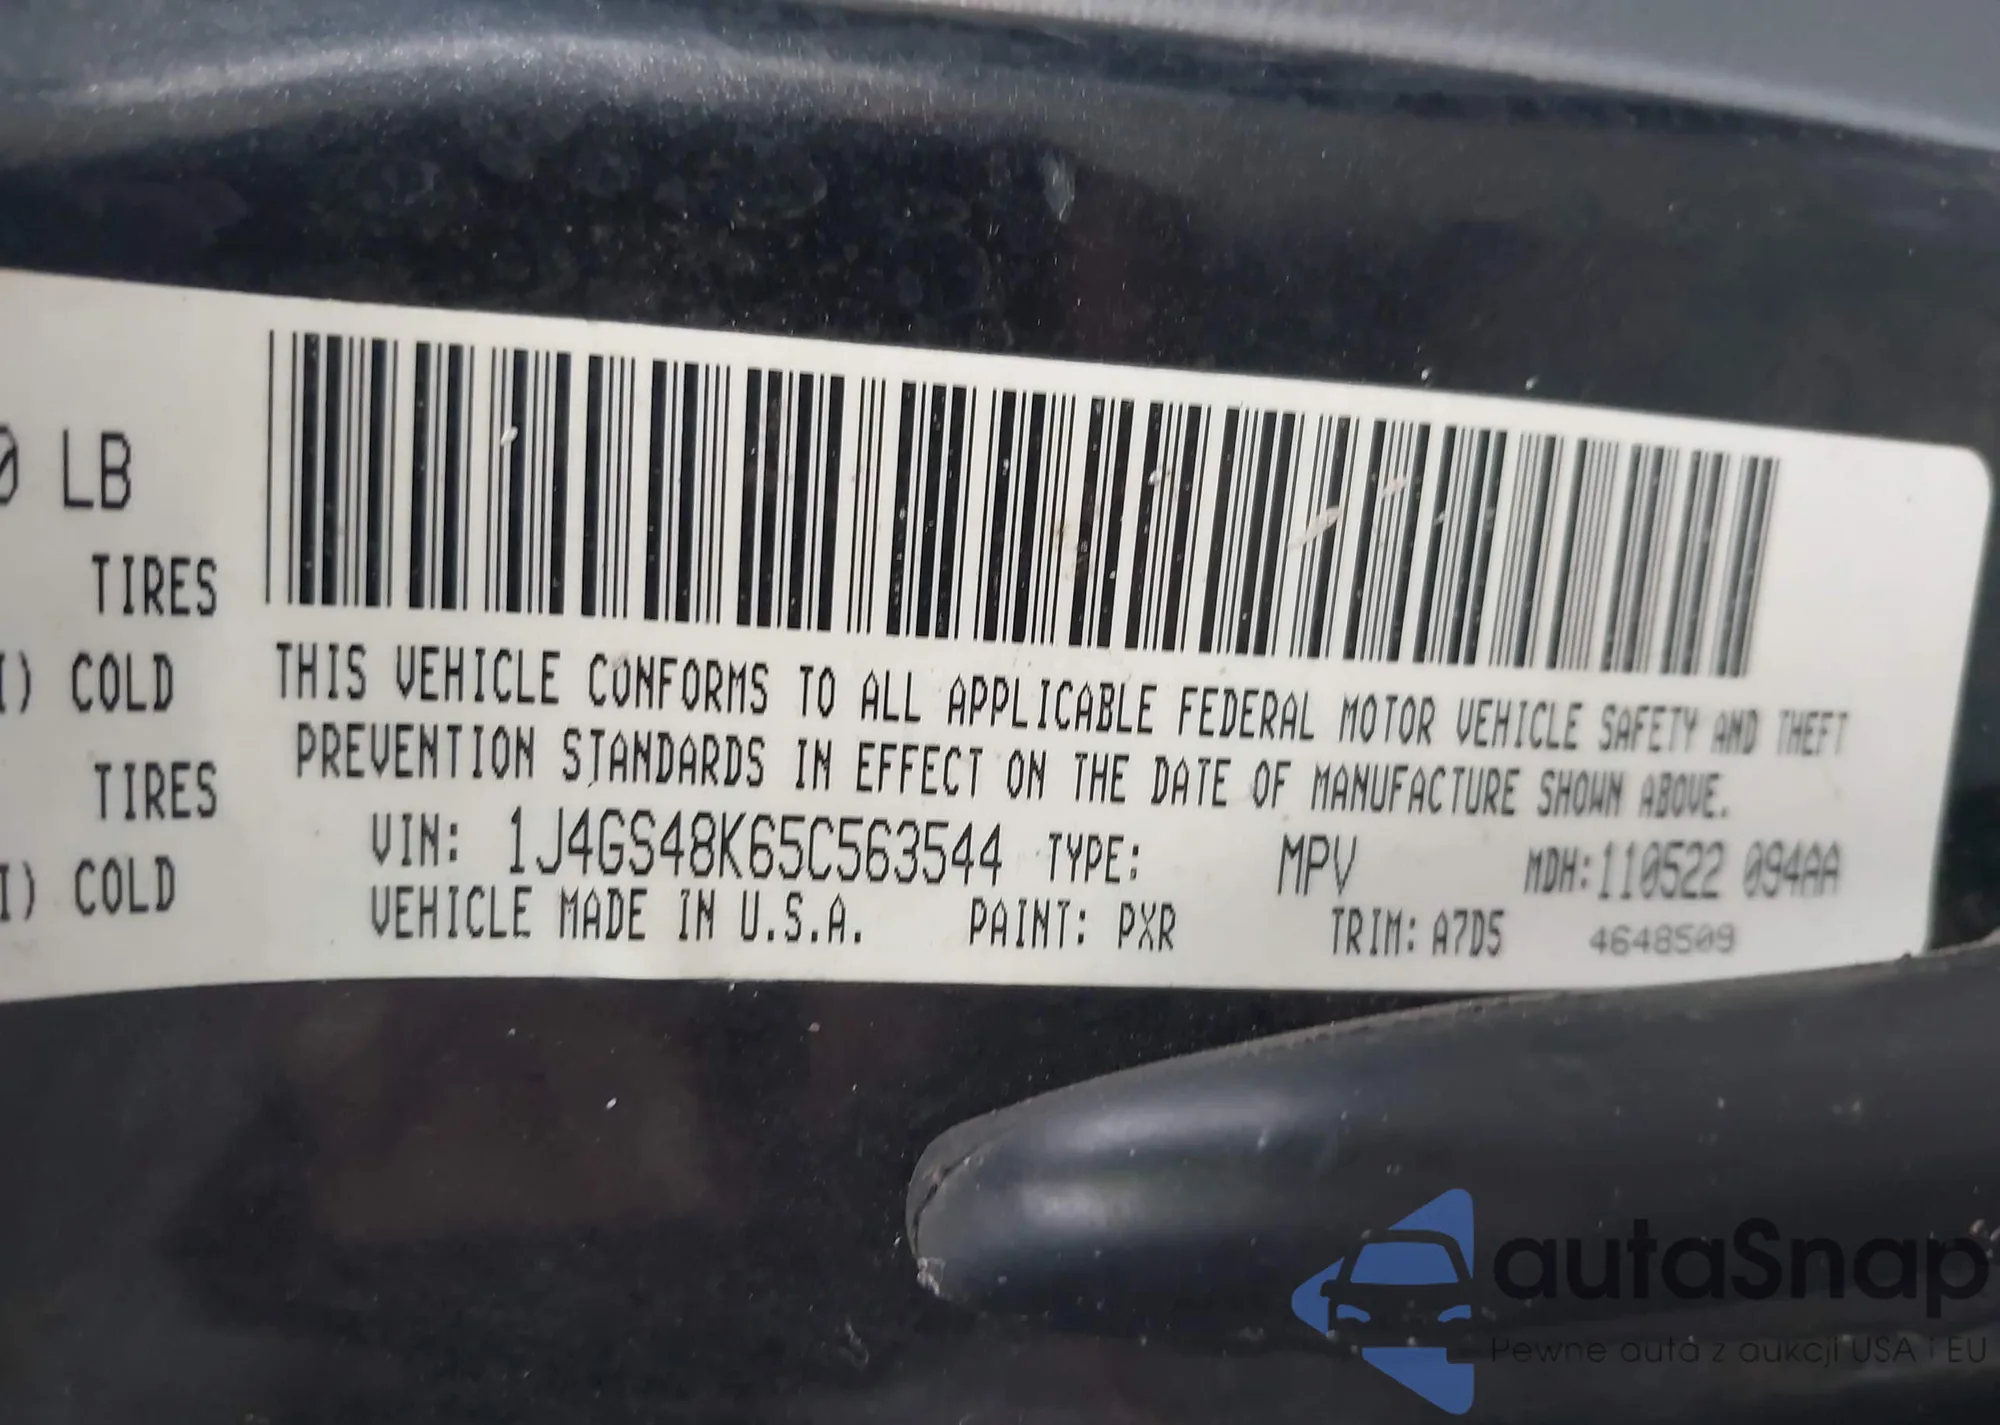 0 LB
TIRES
I) COLD
TIRES
I) COLD
THIS VEHICLE CONFORMS TO ALL APPLICABLE FEDERAL MOTOR VEHICLE SAFETY AND THEFT
PREVENTION STANDARDS IN EFFECT ON THE DATE OF MANUFACTURE SHOWN ABOVE.
VIN: 1J4GS48K65C563544 TYPE: MPV MDH: 110522 094AA
VEHICLE MADE IN U.S.A. PAINT: PXR TRIM: A7D5 4648509
autaSnap
Pewne auta z aukcji USA i EU